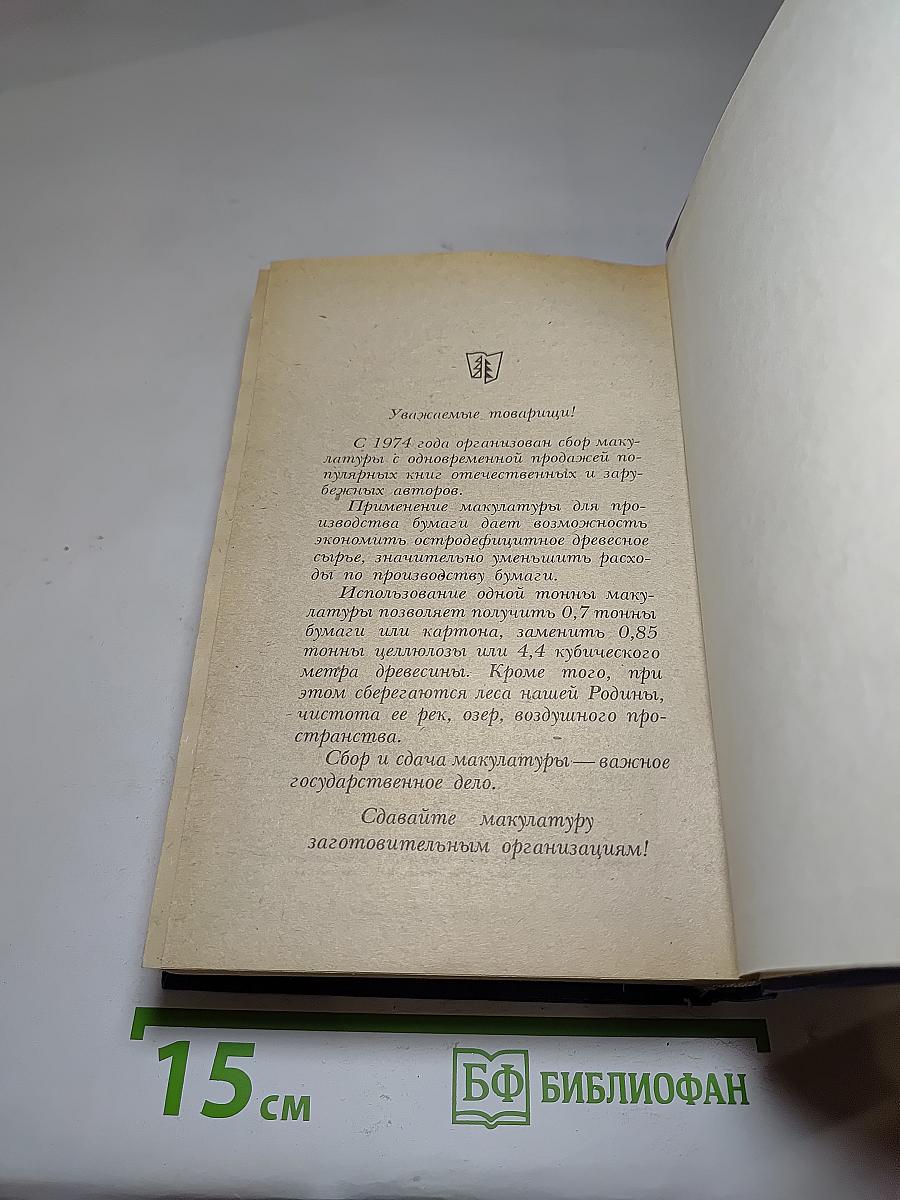 Уважаемые товарищи!
С 1974 года организован сбор маку-
латуры с одновременной продажей по-
пулярных книг отечественных и зару-
бежных авторов.
Применение макулатуры для про-
изводства бумаги дает возможность
экономить остродефицитное древесное
сырье, значительно уменьшить расхо-
ды по производству бумаги.
Использование одной тонны маку-
латуры позволяет получить 0,7 тонны
бумаги или картона, заменить 0,85
тонны целлюлозы или 4,4 кубического
метра древесины. Кроме того, при
этом сберегаются леса нашей Родины,
чистота ее рек, озер, воздушного про-
странства.
Сбор и сдача макулатуры — важное
государственное дело.
Сдавайте макулатуру
заготовительным организациям!
15 см
БФ БИБЛИОФАН